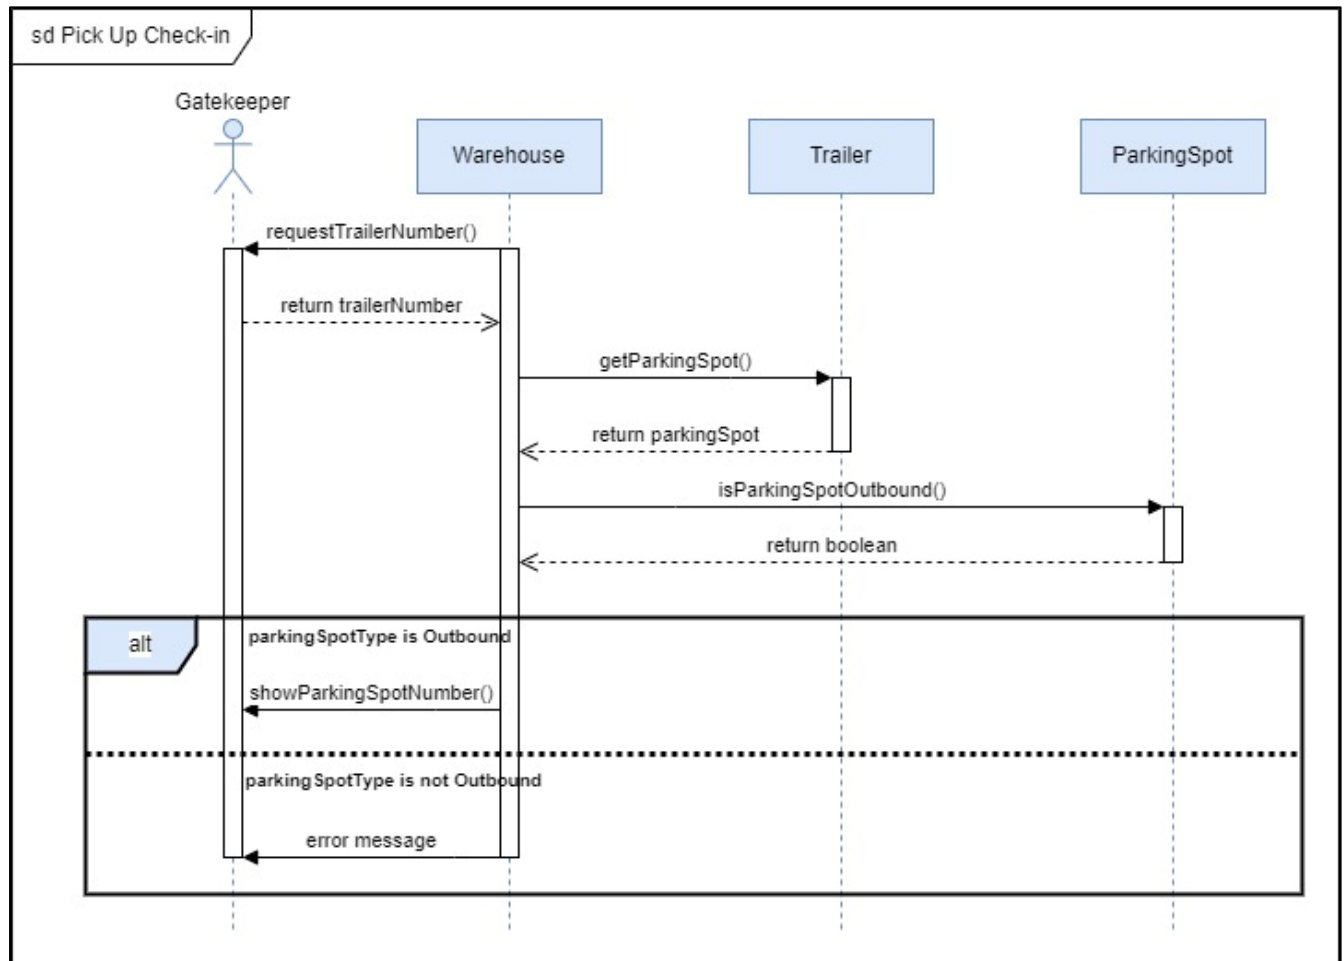 sd Pick Up Check-in
Gatekeeper
Warehouse
Trailer
ParkingSpot
requestTrailerNumber()
return trailerNumber
getParkingSpot()
return parkingSpot
isParkingSpotOutbound()
return boolean
alt
parkingSpotType is Outbound
showParkingSpotNumber()
parkingSpotType is not Outbound
error message